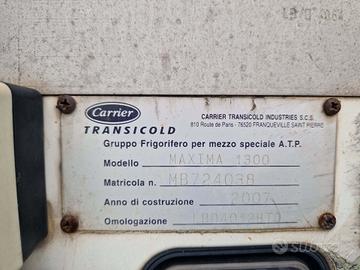 Carrier
TRANSICOLD
CARRIER TRANSICOLD INDUSTRIES S.C.S.
810 Route de Paris - 76520 FRANQUEVILLE SAINT PIERRE
Gruppo Frigorifero per mezzo speciale A.T.P.
Modello MAXIMA 1300
Matricola n. MB724038
Anno di costruzione 2007
Omologazione
subito